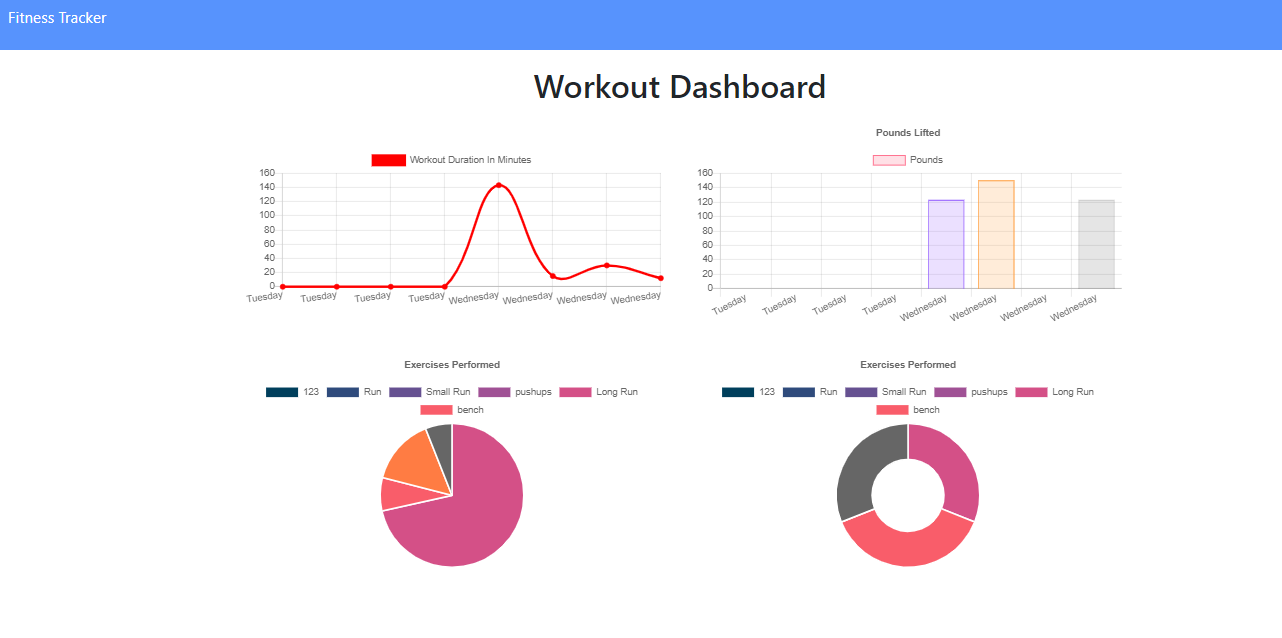 Fitness Tracker
Workout Dashboard
Workout Duration In Minutes
160
140
120
100
80
60
40
20
0
Tuesday Tuesday Tuesday Tuesday Wednesday Wednesday Wednesday Wednesday
Pounds Lifted
Pounds
160
140
120
100
80
60
40
20
0
Tuesday Tuesday Tuesday Tuesday Wednesday Wednesday Wednesday Wednesday
Exercises Performed
123 Run Small Run pushups Long Run
bench
Exercises Performed
123 Run Small Run pushups Long Run
bench